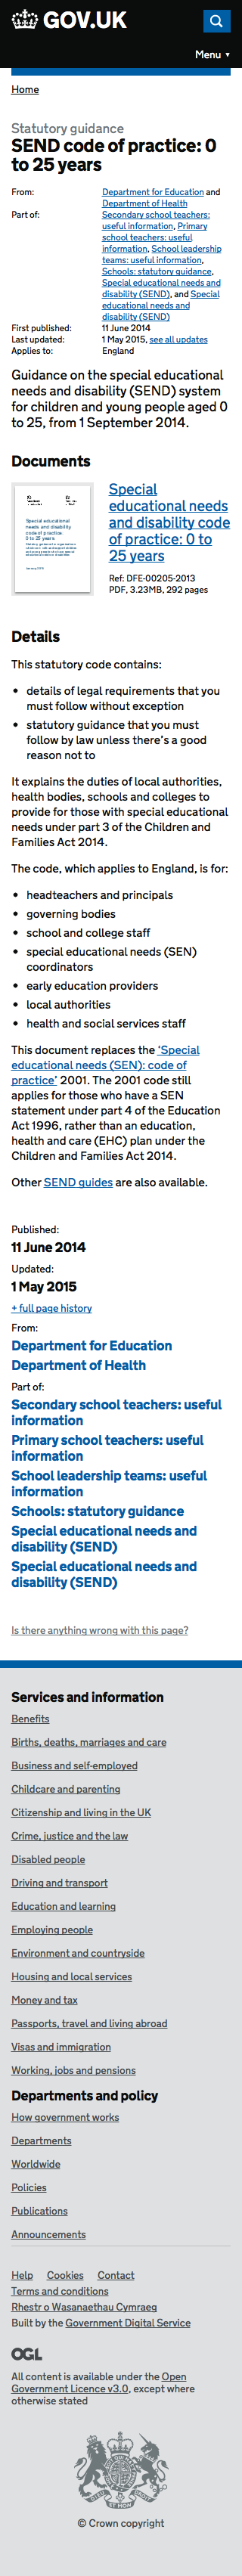 GOV.UK
Menu ▼
Home
Statutory guidance
SEND code of practice: 0
to 25 years
From:
Department for Education and
Department of Health
Part of:
Secondary school teachers:
useful information, Primary
school teachers: useful
information, School leadership
teams: useful information,
Schools: statutory guidance,
Special educational needs and
disability (SEND), and Special
educational needs and
disability (SEND)
First published:
11 June 2014
Last updated:
1 May 2015, see all updates
Applies to:
England
Guidance on the special educational
needs and disability (SEND) system
for children and young people aged 0
to 25, from 1 September 2014.
Documents
Special educational
needs and disability
code of practice:
0 to 25 years
January 2015
Special
educational needs
and disability code
of practice: 0 to
25 years
Ref: DFE-00205-2013
PDF, 3.23MB, 292 pages
Details
This statutory code contains:
• details of legal requirements that you
must follow without exception
• statutory guidance that you must
follow by law unless there's a good
reason not to
It explains the duties of local authorities,
health bodies, schools and colleges to
provide for those with special educational
needs under part 3 of the Children and
Families Act 2014.
The code, which applies to England, is for:
• headteachers and principals
• governing bodies
• school and college staff
• special educational needs (SEN)
coordinators
• early education providers
• local authorities
• health and social services staff
This document replaces the ‘Special
educational needs (SEN): code of
practice’ 2001. The 2001 code still
applies for those who have a SEN
statement under part 4 of the Education
Act 1996, rather than an education,
health and care (EHC) plan under the
Children and Families Act 2014.
Other SEND guides are also available.
Published:
11 June 2014
Updated:
1 May 2015
+ full page history
From:
Department for Education
Department of Health
Part of:
Secondary school teachers: useful
information
Primary school teachers: useful
information
School leadership teams: useful
information
Schools: statutory guidance
Special educational needs and
disability (SEND)
Special educational needs and
disability (SEND)
Is there anything wrong with this page?
Services and information
Benefits
Births, deaths, marriages and care
Business and self-employed
Childcare and parenting
Citizenship and living in the UK
Crime, justice and the law
Disabled people
Driving and transport
Education and learning
Employing people
Environment and countryside
Housing and local services
Money and tax
Passports, travel and living abroad
Visas and immigration
Working, jobs and pensions
Departments and policy
How government works
Departments
Worldwide
Policies
Publications
Announcements
Help Cookies Contact
Terms and conditions
Rhestr o Wasanaethau Cymraeg
Built by the Government Digital Service
OGL
All content is available under the Open
Government Licence v3.0, except where
otherwise stated
© Crown copyright